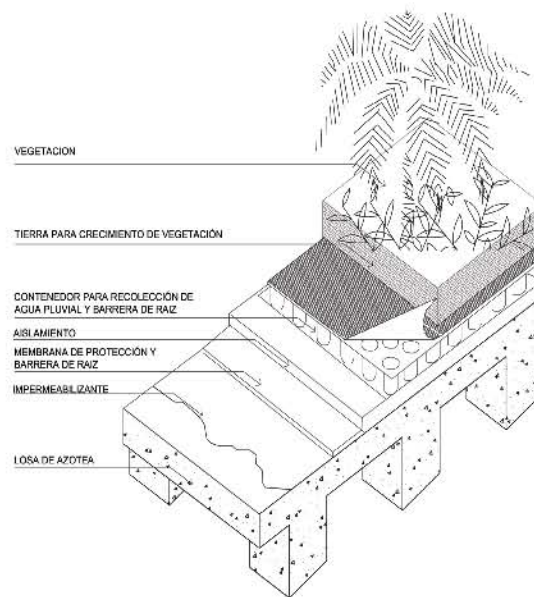 VEGETACION
TIERRA PARA CRECIMIENTO DE VEGETACIÓN
CONTENEDOR PARA RECOLECCIÓN DE
AGUA PLUVIAL Y BARRERA DE RAIZ
AISLAMIENTO
MEMBRANA DE PROTECCIÓN Y
BARRERA DE RAIZ
IMPERMEABILIZANTE
LOSA DE AZOTEA